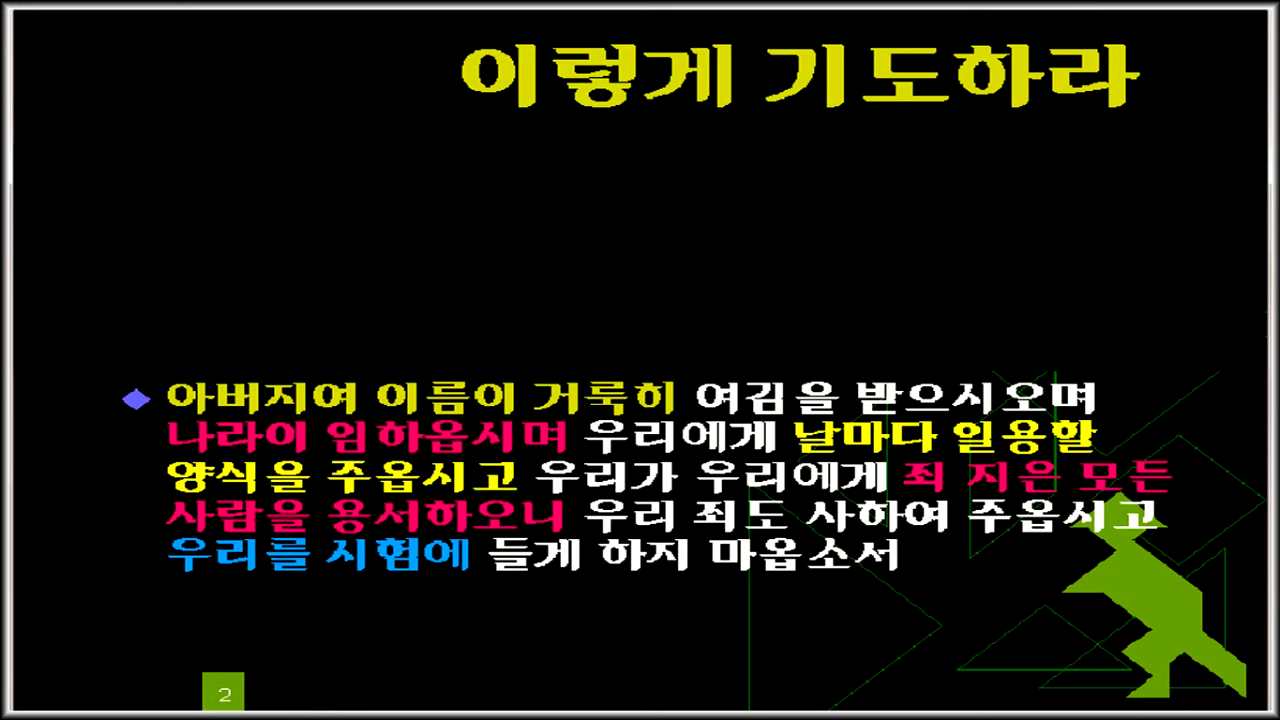 이렇게 기도하라
아버지여 이름이 거룩히 여김을 받으시오며
나라이 임하옵시며 우리에게 날마다 일용할
양식을 주옵시고 우리가 우리에게 죄 지은 모든
사람을 용서하오니 우리 죄도 사하여 주옵시고
우리를 시험에 들게 하지 마옵소서
2